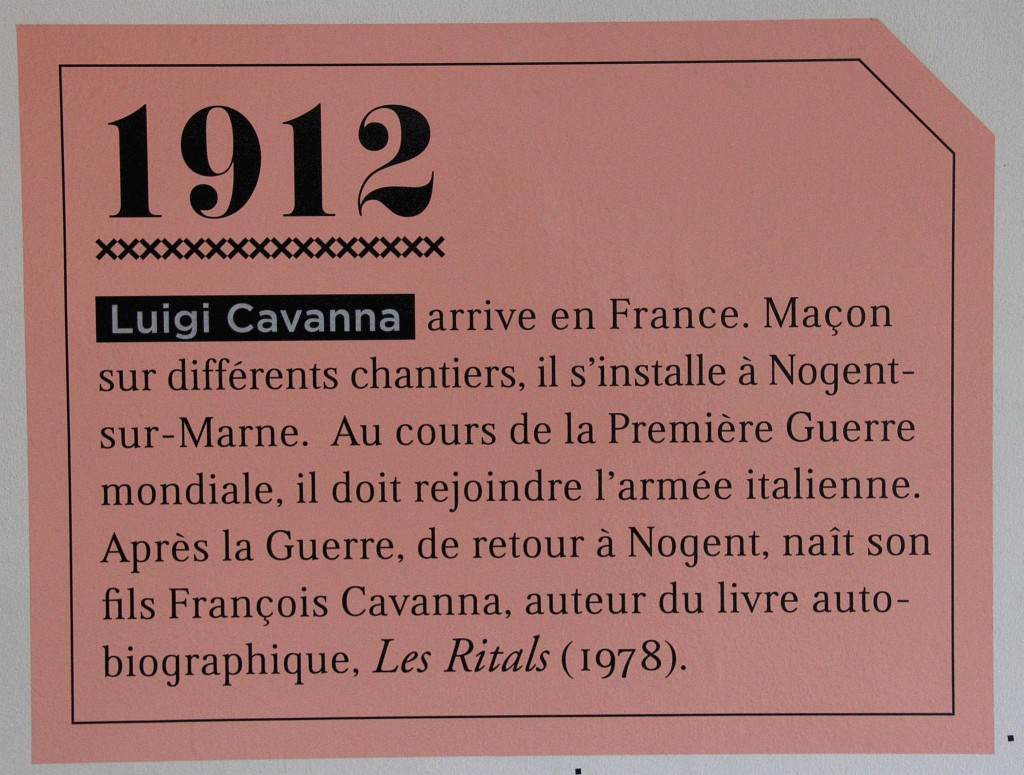 1912
xxxxxxxxxxxxxxxx
Luigi Cavanna arrive en France. Maçon
sur différents chantiers, il s'installe à Nogent-
sur-Marne. Au cours de la Première Guerre
mondiale, il doit rejoindre l'armée italienne.
Après la Guerre, de retour à Nogent, naît son
fils François Cavanna, auteur du livre auto-
biographique, Les Ritals (1978).